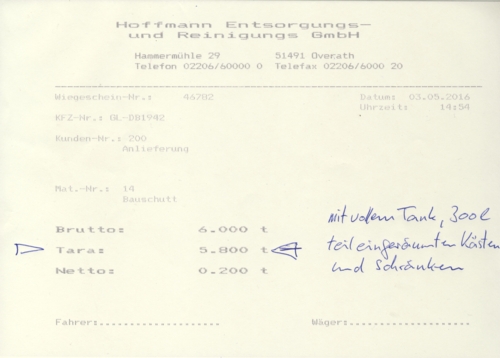 Hoffmann Entsorgungs-
und Reinigungs GmbH
Hammermühle 29 51491 Overath
Telefon 02206/60000 0 Telefax 02206/6000 20
Wiegeschein-Nr.: 46782 Datum: 03.05.2016
Uhrzeit: 14:54
KFZ-Nr.: GL-DB1942
Kunden-Nr.: 200
Anlieferung
Mat.-Nr.: 14
Bauschutt
Brutto: 6.000 t
Tara: 5.800 t
Netto: 0.200 t
mit vollem Tank, 300l
teileingeräumten Kästen
und Schränken
Fahrer:.................... Wäger:....................